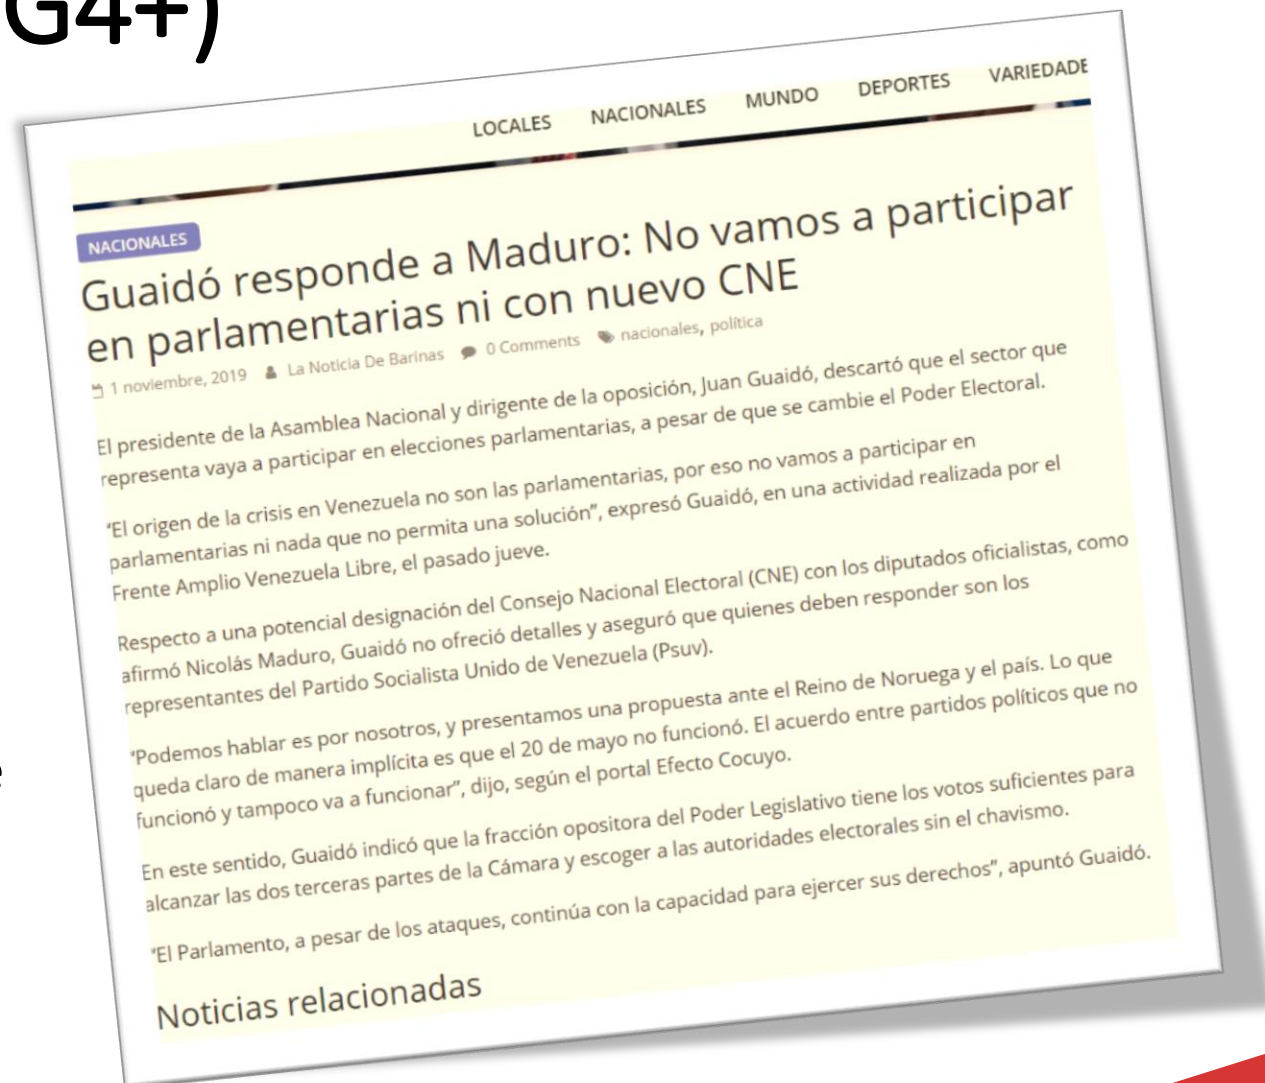 G4+)
LOCALES NACIONALES MUNDO DEPORTES VARIEDADE
NACIONALES
Guaidó responde a Maduro: No vamos a participar
en parlamentarias ni con nuevo CNE
1 noviembre, 2019 La Noticia De Barinas 0 Comments nacionales, política
El presidente de la Asamblea Nacional y dirigente de la oposición, Juan Guaidó, descartó que el sector que
representa vaya a participar en elecciones parlamentarias, a pesar de que se cambie el Poder Electoral.
“El origen de la crisis en Venezuela no son las parlamentarias, por eso no vamos a participar en
parlamentarias ni nada que no permita una solución”, expresó Guaidó, en una actividad realizada por el
Frente Amplio Venezuela Libre, el pasado jueve.
Respecto a una potencial designación del Consejo Nacional Electoral (CNE) con los diputados oficialistas, como
afirmó Nicolás Maduro, Guaidó no ofreció detalles y aseguró que quienes deben responder son los
representantes del Partido Socialista Unido de Venezuela (Psuv).
“Podemos hablar es por nosotros, y presentamos una propuesta ante el Reino de Noruega y el país. Lo que
queda claro de manera implícita es que el 20 de mayo no funcionó. El acuerdo entre partidos políticos que no
funcionó y tampoco va a funcionar”, dijo, según el portal Efecto Cocuyo.
En este sentido, Guaidó indicó que la fracción opositora del Poder Legislativo tiene los votos suficientes para
alcanzar las dos terceras partes de la Cámara y escoger a las autoridades electorales sin el chavismo.
“El Parlamento, a pesar de los ataques, continúa con la capacidad para ejercer sus derechos”, apuntó Guaidó.
Noticias relacionadas